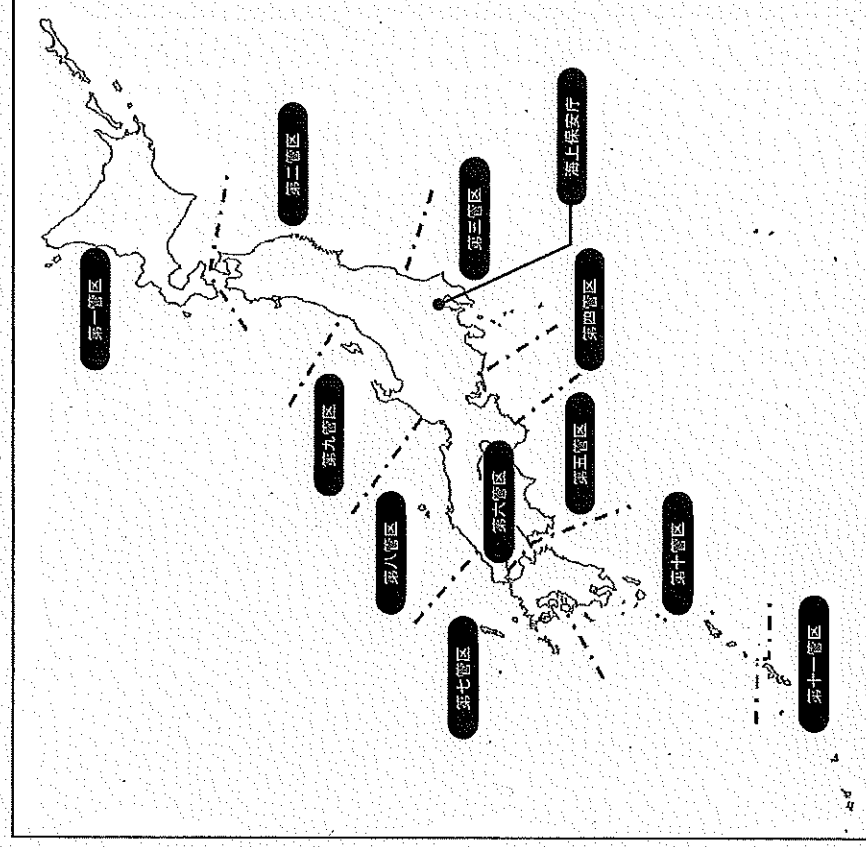 第一管区
第二管区
海上保安庁
第三管区
第四管区
第九管区
第五管区
第六管区
第八管区
第十管区
第七管区
第十一管区